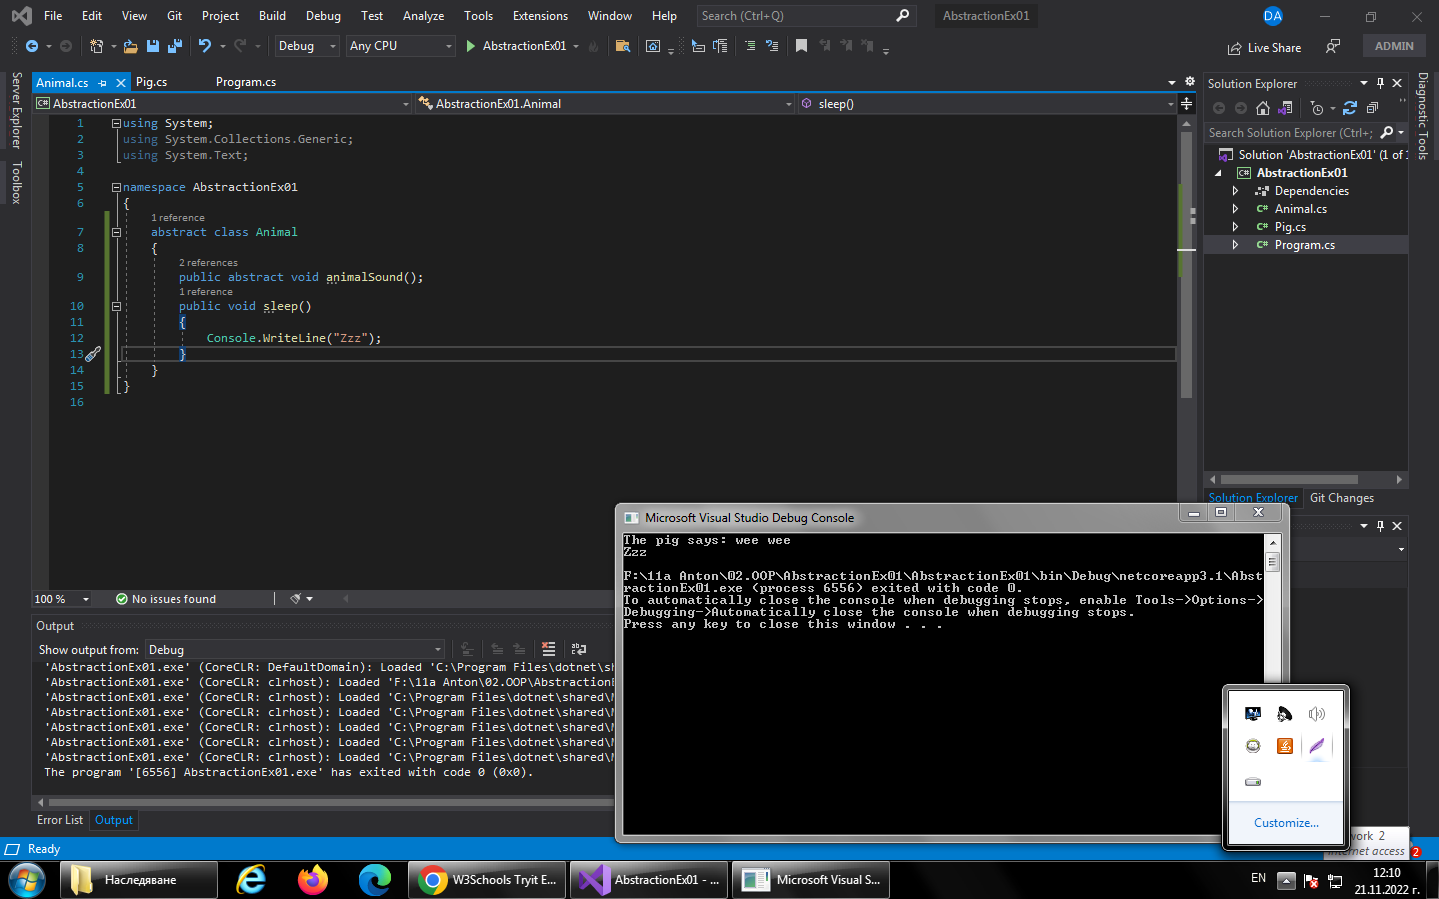 File Edit View Git Project Build Debug Test Analyze Tools Extensions Window Help Search (Ctrl+Q) AbstractionEx01 DA
Debug Any CPU AbstractionEx01 Live Share ADMIN
Server Explorer
Toolbox
Animal.cs Pig.cs Program.cs
C# AbstractionEx01 AbstractionEx01.Animal sleep()
1 using System;
2 using System.Collections.Generic;
3 using System.Text;
4
5 namespace AbstractionEx01
6 {
1 reference
7 abstract class Animal
8 {
2 references
9 public abstract void animalSound();
1 reference
10 public void sleep()
11 {
12 Console.WriteLine("Zzz");
13 }
14 }
15 }
16
100 % No issues found
Solution Explorer
Search Solution Explorer (Ctrl+;
Solution 'AbstractionEx01' (1 of 1
C# AbstractionEx01
Dependencies
C# Animal.cs
C# Pig.cs
C# Program.cs
Solution Explorer Git Changes
Diagnostic Tools
Output
Show output from: Debug
'AbstractionEx01.exe' (CoreCLR: DefaultDomain): Loaded 'C:\Program Files\dotnet\sh
'AbstractionEx01.exe' (CoreCLR: clrhost): Loaded 'F:\11a Anton\02.OOP\AbstractionE
'AbstractionEx01.exe' (CoreCLR: clrhost): Loaded 'C:\Program Files\dotnet\shared\M
'AbstractionEx01.exe' (CoreCLR: clrhost): Loaded 'C:\Program Files\dotnet\shared\M
'AbstractionEx01.exe' (CoreCLR: clrhost): Loaded 'C:\Program Files\dotnet\shared\M
'AbstractionEx01.exe' (CoreCLR: clrhost): Loaded 'C:\Program Files\dotnet\shared\M
'AbstractionEx01.exe' (CoreCLR: clrhost): Loaded 'C:\Program Files\dotnet\shared\M
The program '[6556] AbstractionEx01.exe' has exited with code 0 (0x0).
Error List Output
Ready
Microsoft Visual Studio Debug Console
The pig says: wee wee
Zzz
F:\11a Anton\02.OOP\AbstractionEx01\AbstractionEx01\bin\Debug\netcoreapp3.1\Abst
ractionEx01.exe (process 6556) exited with code 0.
To automatically close the console when debugging stops, enable Tools->Options->
Debugging->Automatically close the console when debugging stops.
Press any key to close this window . . .
Customize...
work 2
Internet access 2
Наследяване W3Schools Tryit E... AbstractionEx01 - ... Microsoft Visual S... EN 12:10
21.11.2022 г.